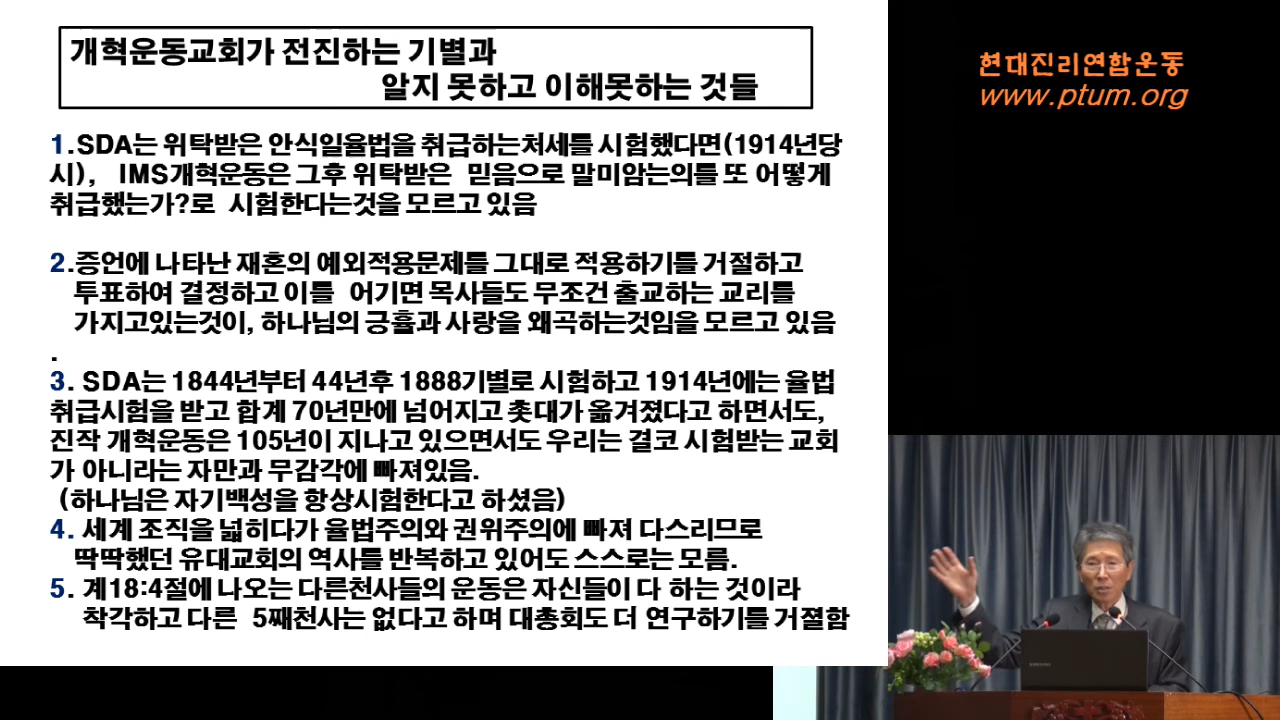 개혁운동교회가 전진하는 기별과
알지 못하고 이해못하는 것들
1.SDA는 위탁받은 안식일율법을 취급하는처세를 시험했다면(1914년당
시), IMS개혁운동은 그후 위탁받은 믿음으로 말미암는의를 또 어떻게
취급했는가?로 시험한다는것을 모르고 있음
2.증언에 나타난 재혼의 예외적용문제를 그대로 적용하기를 거절하고
투표하여 결정하고 이를 어기면 목사들도 무조건 출교하는 교리를
가지고있는것이, 하나님의 긍휼과 사랑을 왜곡하는것임을 모르고 있음
.
3. SDA는 1844년부터 44년후 1888기별로 시험하고 1914년에는 율법
취급시험을 받고 합계 70년만에 넘어지고 촛대가 옮겨졌다고 하면서도,
진작 개혁운동은 105년이 지나고 있으면서도 우리는 결코 시험받는 교회
가 아니라는 자만과 무감각에 빠져있음.
(하나님은 자기백성을 항상시험한다고 하셨음)
4. 세계 조직을 넓히다가 율법주의와 권위주의에 빠져 다스리므로
딱딱했던 유대교회의 역사를 반복하고 있어도 스스로는 모름.
5. 계18:4절에 나오는 다른천사들의 운동은 자신들이 다 하는 것이라
착각하고 다른 5째천사는 없다고 하며 대총회도 더 연구하기를 거졀함
현대진리연합운동
www.ptum.org
SAMSUNG